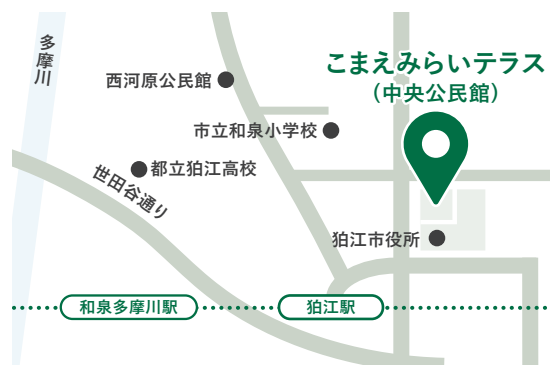 多摩川
西河原公民館
こまえみらいテラス
（中央公民館）
市立和泉小学校
都立狛江高校
世田谷通り
狛江市役所
和泉多摩川駅
狛江駅